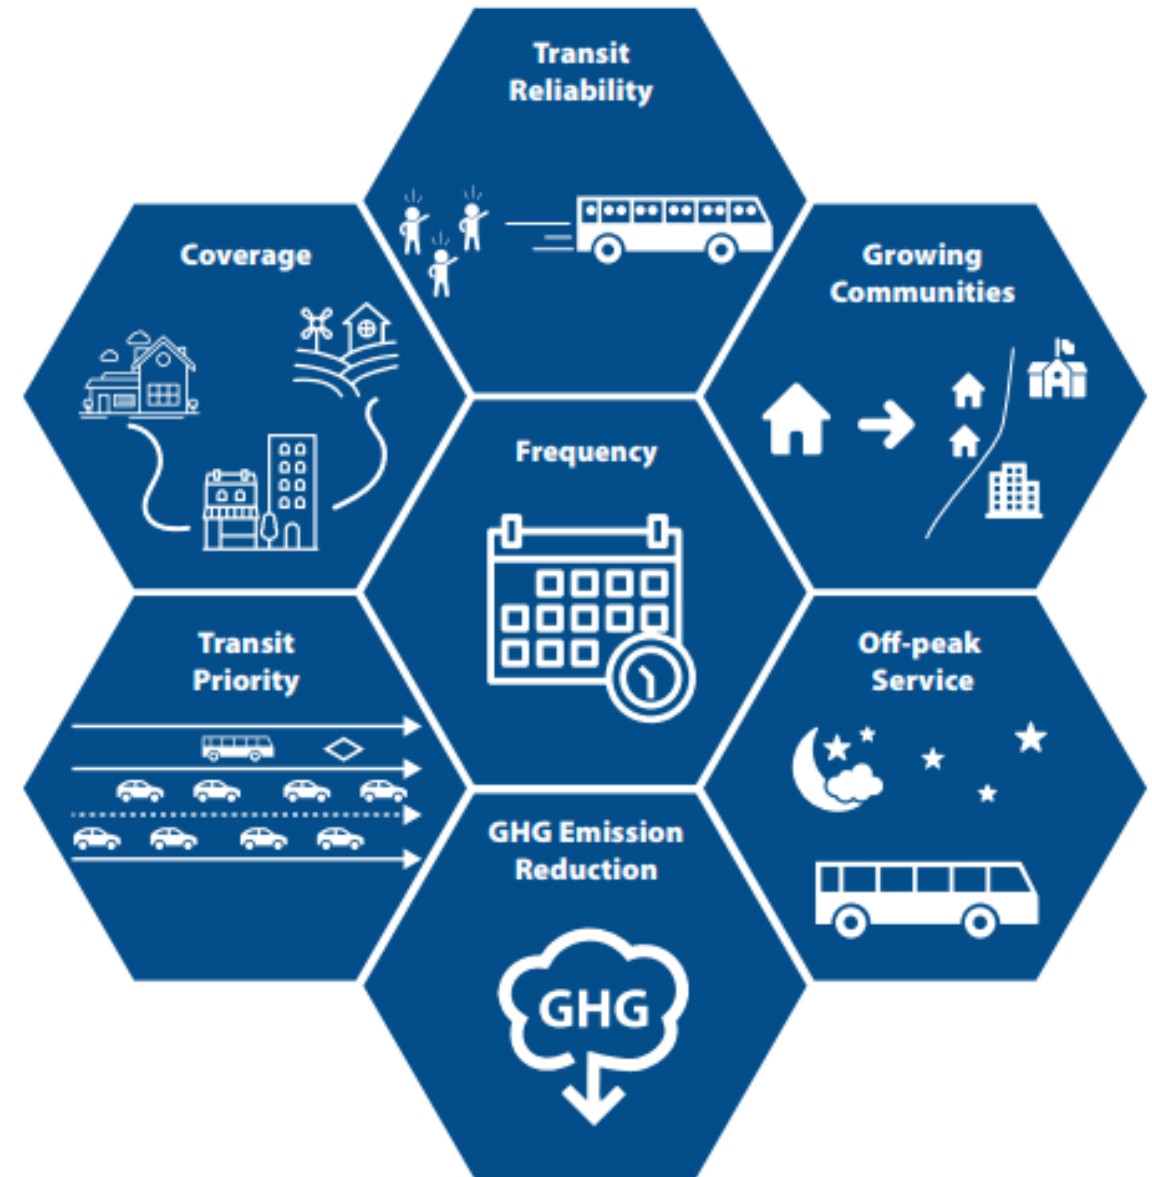 Transit
Reliability
Coverage
Growing
Communities
Frequency
Transit
Priority
Off-peak
Service
GHG Emission
Reduction
GHG